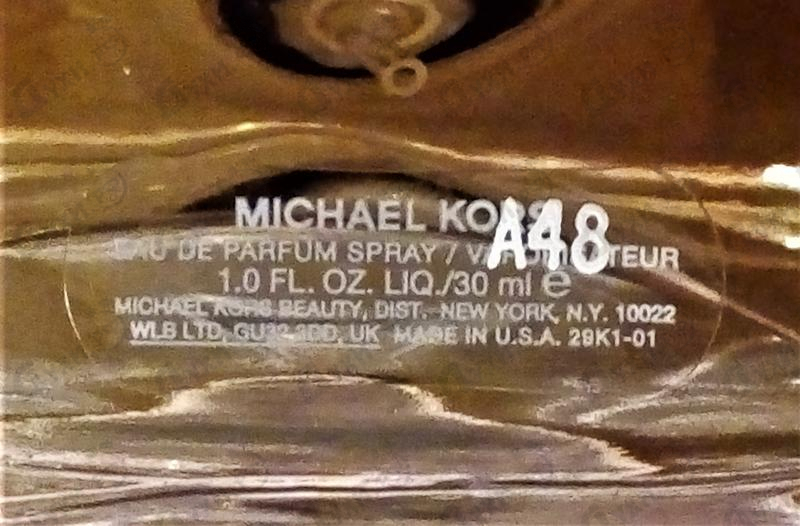 MICHAEL KORS
A48
EAU DE PARFUM SPRAY / VAPORISATEUR
1.0 FL. OZ. LIQ./30 ml e
MICHAEL KORS BEAUTY, DIST. NEW YORK, N.Y. 10022
WLB LTD, GU32 3DD, UK MADE IN U.S.A. 29K1-01